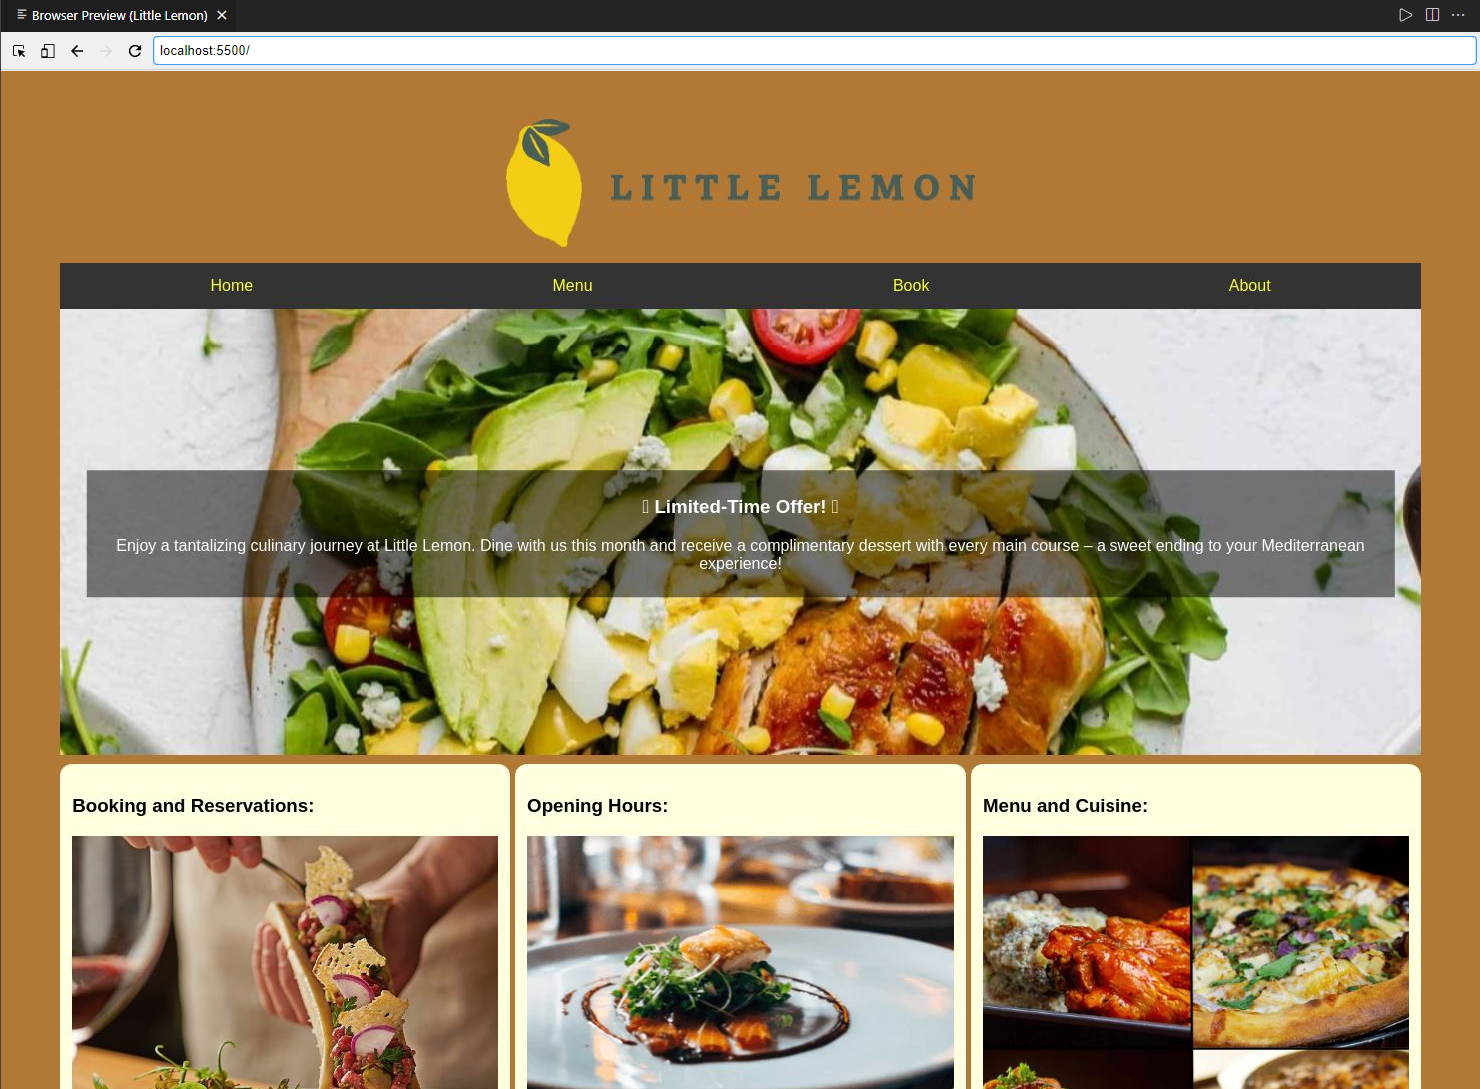 Browser Preview (Little Lemon)
localhost:5500/
LITTLE LEMON
Home Menu Book About
Limited-Time Offer!
Enjoy a tantalizing culinary journey at Little Lemon. Dine with us this month and receive a complimentary dessert with every main course – a sweet ending to your Mediterranean
experience!
Booking and Reservations: Opening Hours: Menu and Cuisine: